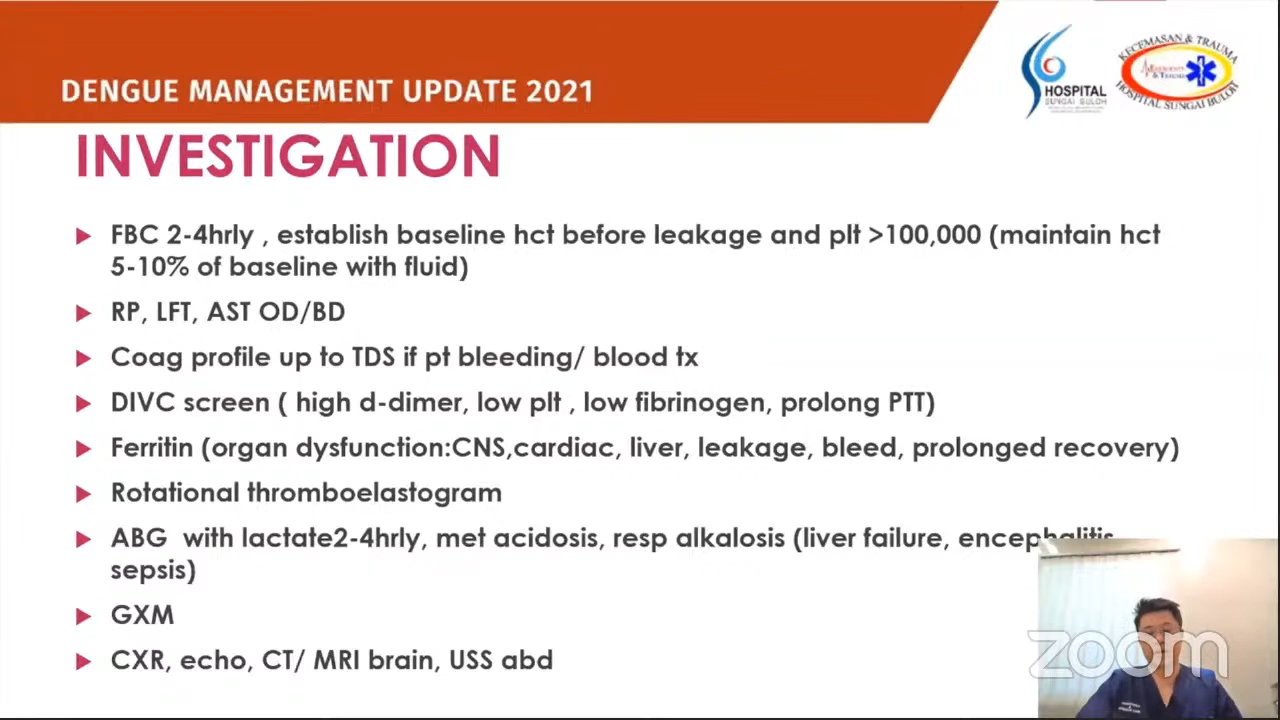 DENGUE MANAGEMENT UPDATE 2021
HOSPITAL
SUNGAI BULOH
KECEMASAN & TRAUMA
HOSPITAL SUNGAI BULOH
INVESTIGATION
FBC 2-4hrly , establish baseline hct before leakage and plt >100,000 (maintain hct
5-10% of baseline with fluid)
RP, LFT, AST OD/BD
Coag profile up to TDS if pt bleeding/ blood tx
DIVC screen ( high d-dimer, low plt , low fibrinogen, prolong PTT)
Ferritin (organ dysfunction:CNS,cardiac, liver, leakage, bleed, prolonged recovery)
Rotational thromboelastogram
ABG with lactate2-4hrly, met acidosis, resp alkalosis (liver failure, encephalitis
sepsis)
GXM
CXR, echo, CT/ MRI brain, USS abd
zoom